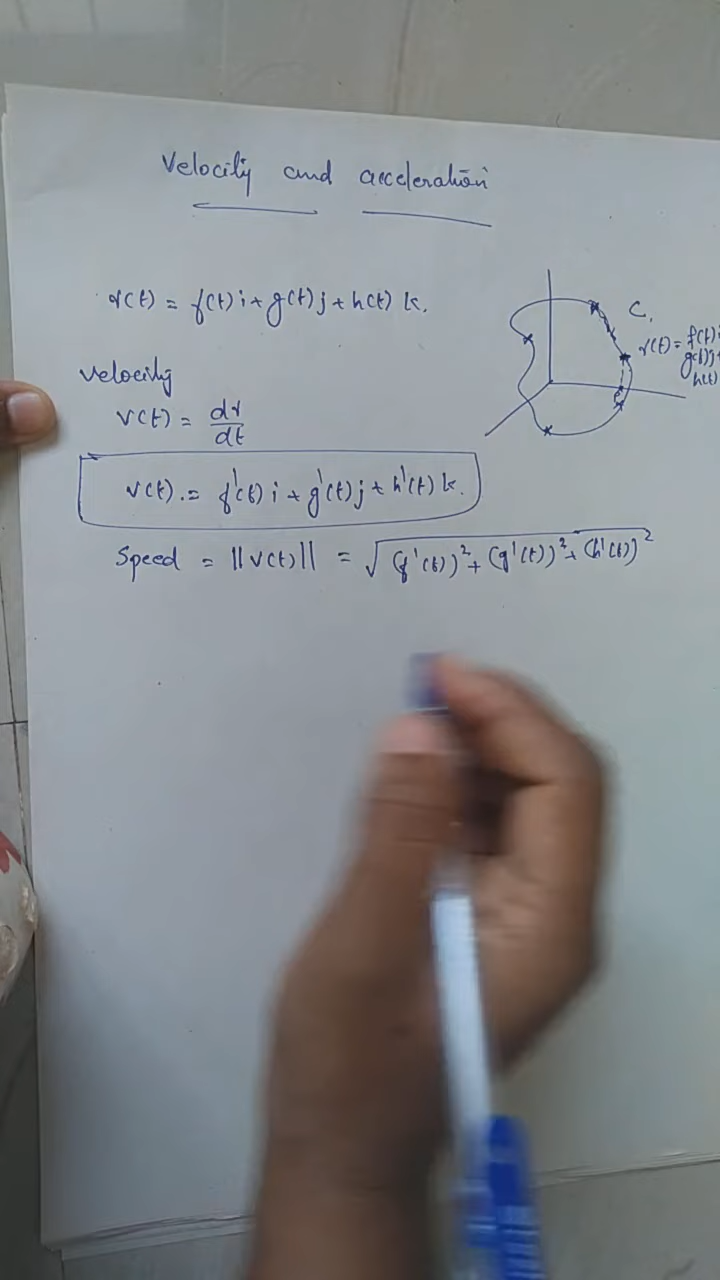 Velocity and acceleration
r(t) = f(t) i + g(t) j + h(t) k.
C.
r(t) = f(t) i
g(t) j +
h(t)
Velocity
v(t) = dr/dt
v(t) = f'(t) i + g'(t) j + h'(t) k.
Speed = ||v(t)|| = √(f'(t))² + (g'(t))² + (h'(t))²